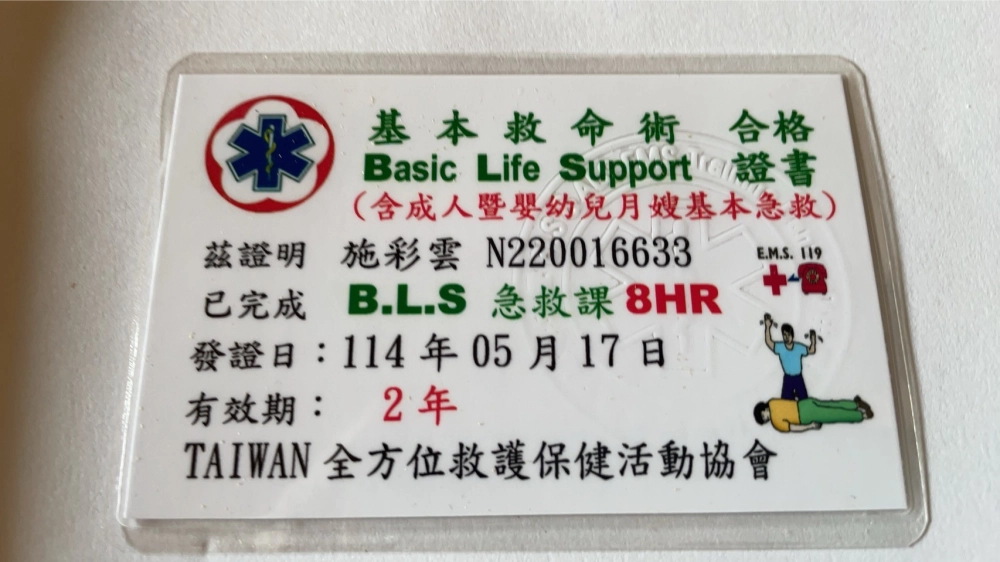 基本救命術 合格
Basic Life Support 證書
(含成人暨嬰幼兒月嫂基本急救)
茲證明 施彩雲 N220016633
E.M.S. 119
已完成 B.L.S 急救課 8HR
發證日：114 年 05 月 17 日
有效期： 2 年
TAIWAN 全方位救護保健活動協會